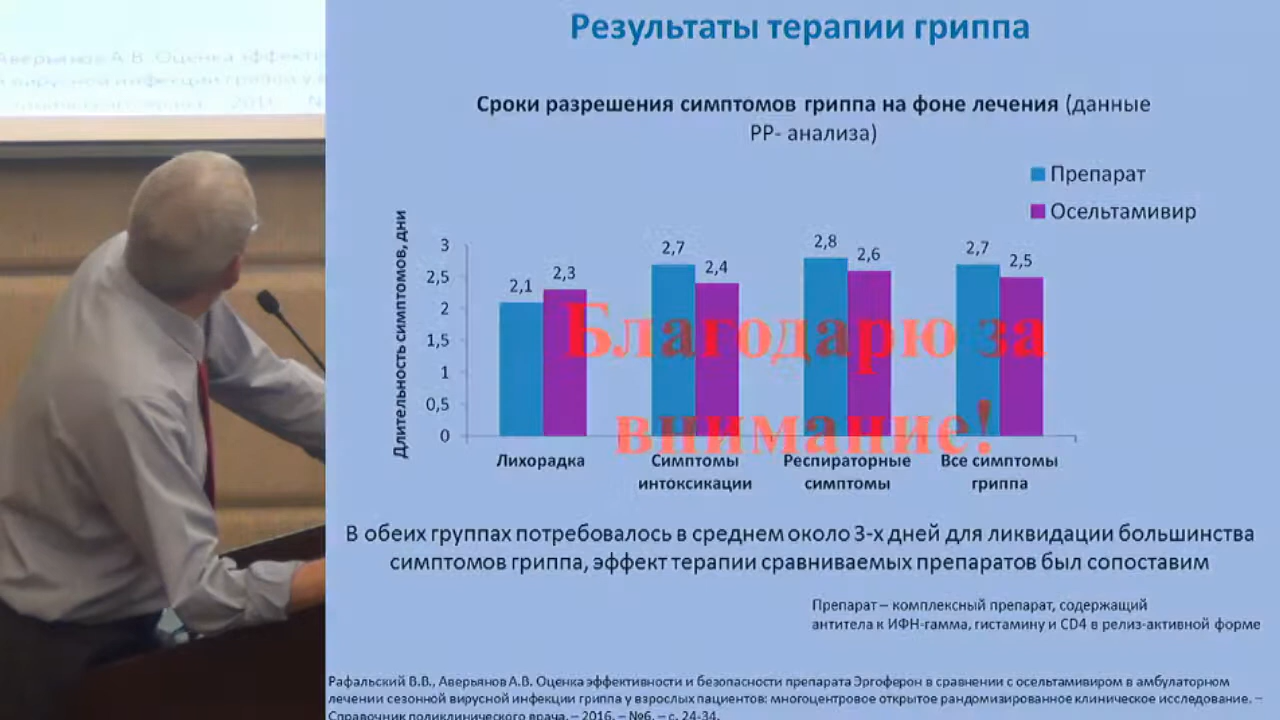 Аверьянов А.В. Оценка эффекти
Результаты терапии гриппа
Сроки разрешения симптомов гриппа на фоне лечения (данные
РР- анализа)
Препарат
Осельтамивир
Длительность симптомов, дни
3
2,5
2
1,5
1
0,5
0
2,1
2,3
2,7
2,4
2,8
2,6
2,7
2,5
Благодарю за
внимание!
Лихорадка
Симптомы
интоксикации
Респираторные
симптомы
Все симптомы
гриппа
В обеих группах потребовалось в среднем около 3-х дней для ликвидации большинства
симптомов гриппа, эффект терапии сравниваемых препаратов был сопоставим
Препарат – комплексный препарат, содержащий
антитела к ИФН-гамма, гистамину и CD4 в релиз-активной форме
Рафальский В.В., Аверьянов А.В. Оценка эффективности и безопасности препарата Эргоферон в сравнении с осельтамивиром в амбулаторном
лечении сезонной вирусной инфекции гриппа у взрослых пациентов: многоцентровое открытое рандомизированное клиническое исследование. –
Справочник поликлинического врача. – 2016. – №6. – с. 24-34.